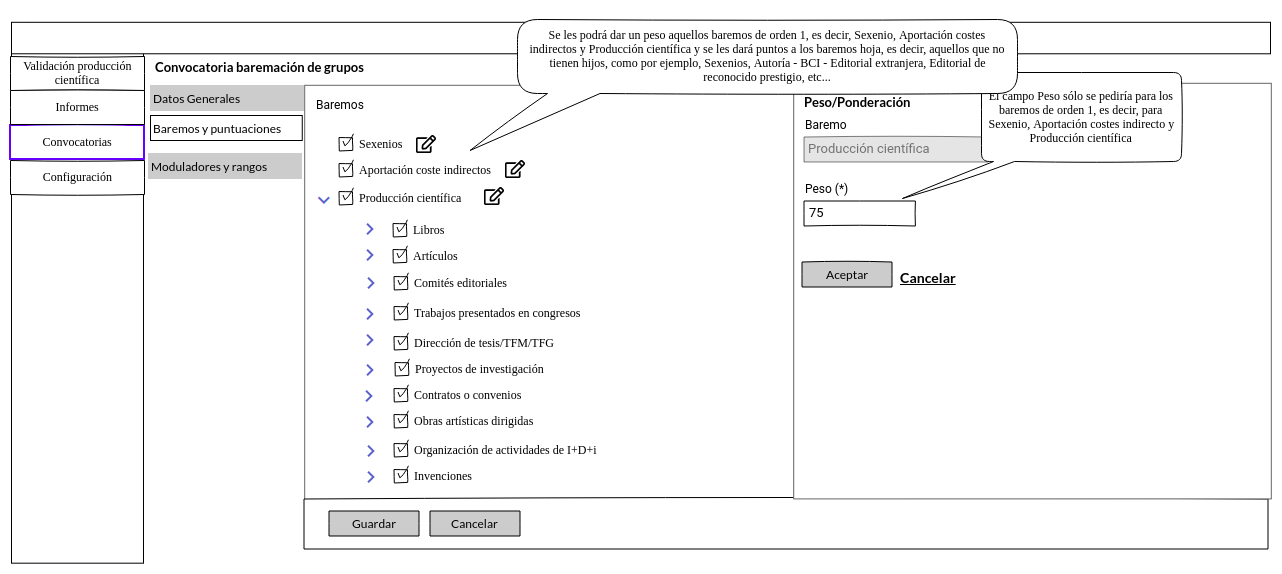 Se les podrá dar un peso aquellos baremos de orden 1, es decir, Sexenio, Aportación costes
indirectos y Producción científica y se les dará puntos a los baremos hoja, es decir, aquellos que no
tienen hijos, como por ejemplo, Sexenios, Autoría - BCI - Editorial extranjera, Editorial de
reconocido prestigio, etc...
Validación producción
científica
Informes
Convocatorias
Configuración
Convocatoria baremación de grupos
Datos Generales
Baremos y puntuaciones
Moduladores y rangos
Baremos
Sexenios
Aportación coste indirectos
Producción científica
Libros
Artículos
Comités editoriales
Trabajos presentados en congresos
Dirección de tesis/TFM/TFG
Proyectos de investigación
Contratos o convenios
Obras artísticas dirigidas
Organización de actividades de I+D+i
Invenciones
Guardar
Cancelar
Peso/Ponderación
Baremo
Producción científica
Peso (*)
75
Aceptar
Cancelar
El campo Peso sólo se pediría para los
baremos de orden 1, es decir, para
Sexenio, Aportación costes indirecto y
Producción científica